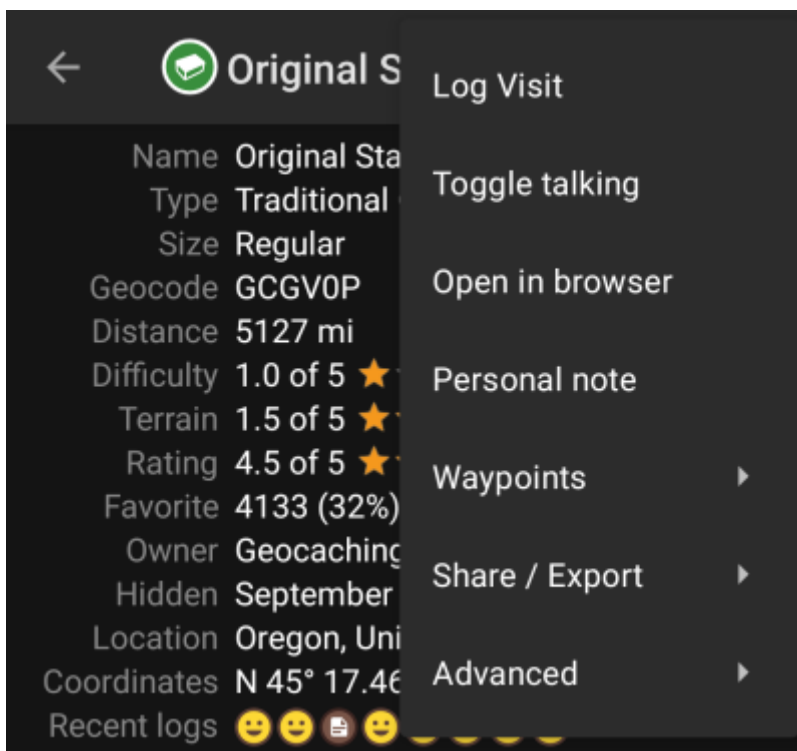 Original S
Name Original Sta
Type Traditional
Size Regular
Geocode GCGV0P
Distance 5127 mi
Difficulty 1.0 of 5
Terrain 1.5 of 5
Rating 4.5 of 5
Favorite 4133 (32%)
Owner Geocaching
Hidden September
Location Oregon, Uni
Coordinates N 45° 17.46
Recent logs
Log Visit
Toggle talking
Open in browser
Personal note
Waypoints
Share / Export
Advanced